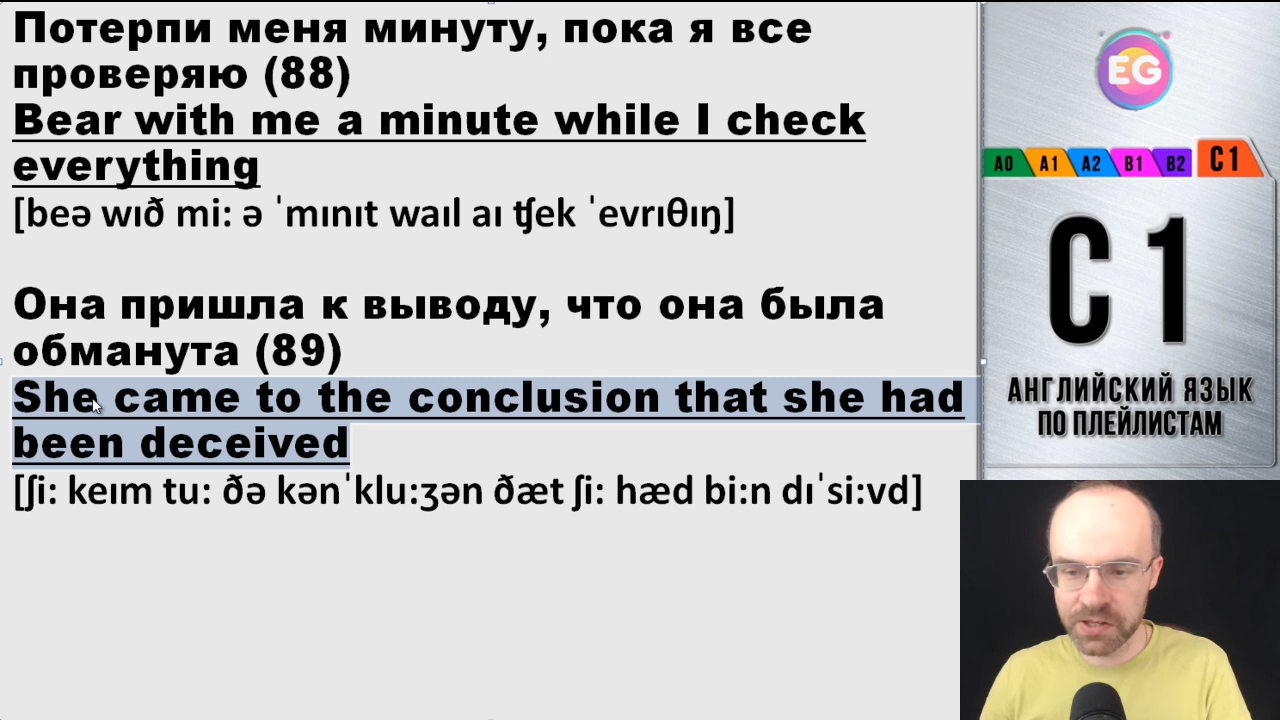 Потерпи меня минуту, пока я все
проверяю (88)
Bear with me a minute while I check
everything
[beə wɪð mi: ə ˈmɪnɪt waɪl aɪ ʧek ˈevrɪθɪŋ]
Она пришла к выводу, что она была
обманута (89)
She came to the conclusion that she had
been deceived
[ʃi: keɪm tu: ðə kənˈklu:ʒən ðæt ʃi: hæd bi:n dɪˈsi:vd]
EG
A0 A1 A2 B1 B2 C1
C1
АНГЛИЙСКИЙ ЯЗЫК
ПО ПЛЕЙЛИСТАМ